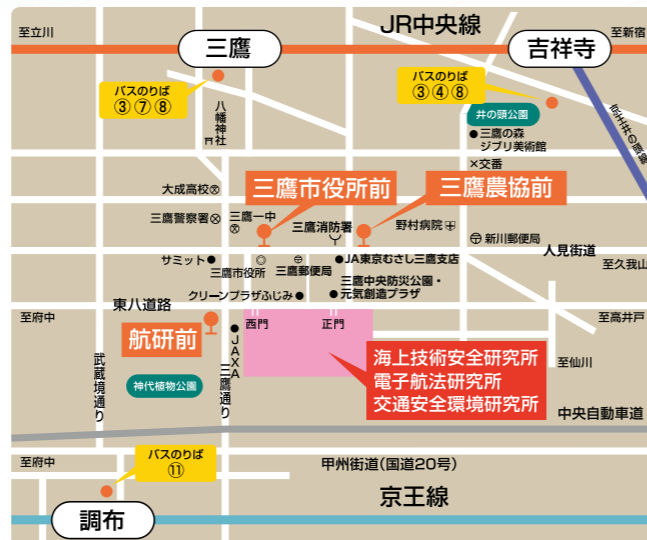 JR中央線
至立川
三鷹
吉祥寺
至新宿
バスのりば
③⑦⑧
バスのりば
③④⑧
八幡神社
井の頭公園
京王井の頭線
三鷹の森
ジブリ美術館
交番
大成高校
三鷹市役所前
三鷹農協前
三鷹警察署
三鷹一中
三鷹消防署
野村病院
新川郵便局
人見街道
サミット
三鷹市役所
三鷹郵便局
JA東京むさし三鷹支店
至久我山
クリーンプラザふじみ
三鷹中央防災公園・
元気創造プラザ
東八道路
至府中
西門
正門
至高井戸
航研前
JAXA
武蔵境通り
三鷹通り
神代植物公園
海上技術安全研究所
電子航法研究所
交通安全環境研究所
至仙川
中央自動車道
至府中
バスのりば
⑪
甲州街道(国道20号)
調布
京王線